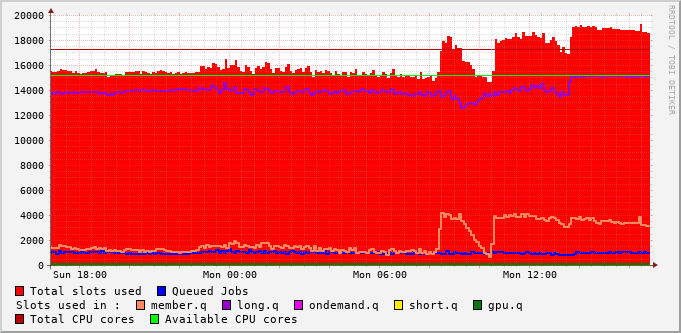 20000
18000
16000
14000
12000
10000
8000
6000
4000
2000
0
Sun 18:00 Mon 00:00 Mon 06:00 Mon 12:00
RRDTOOL / TOBI OETIKER
Total slots used Queued Jobs
Slots used in : member.q long.q ondemand.q short.q gpu.q
Total CPU cores Available CPU cores